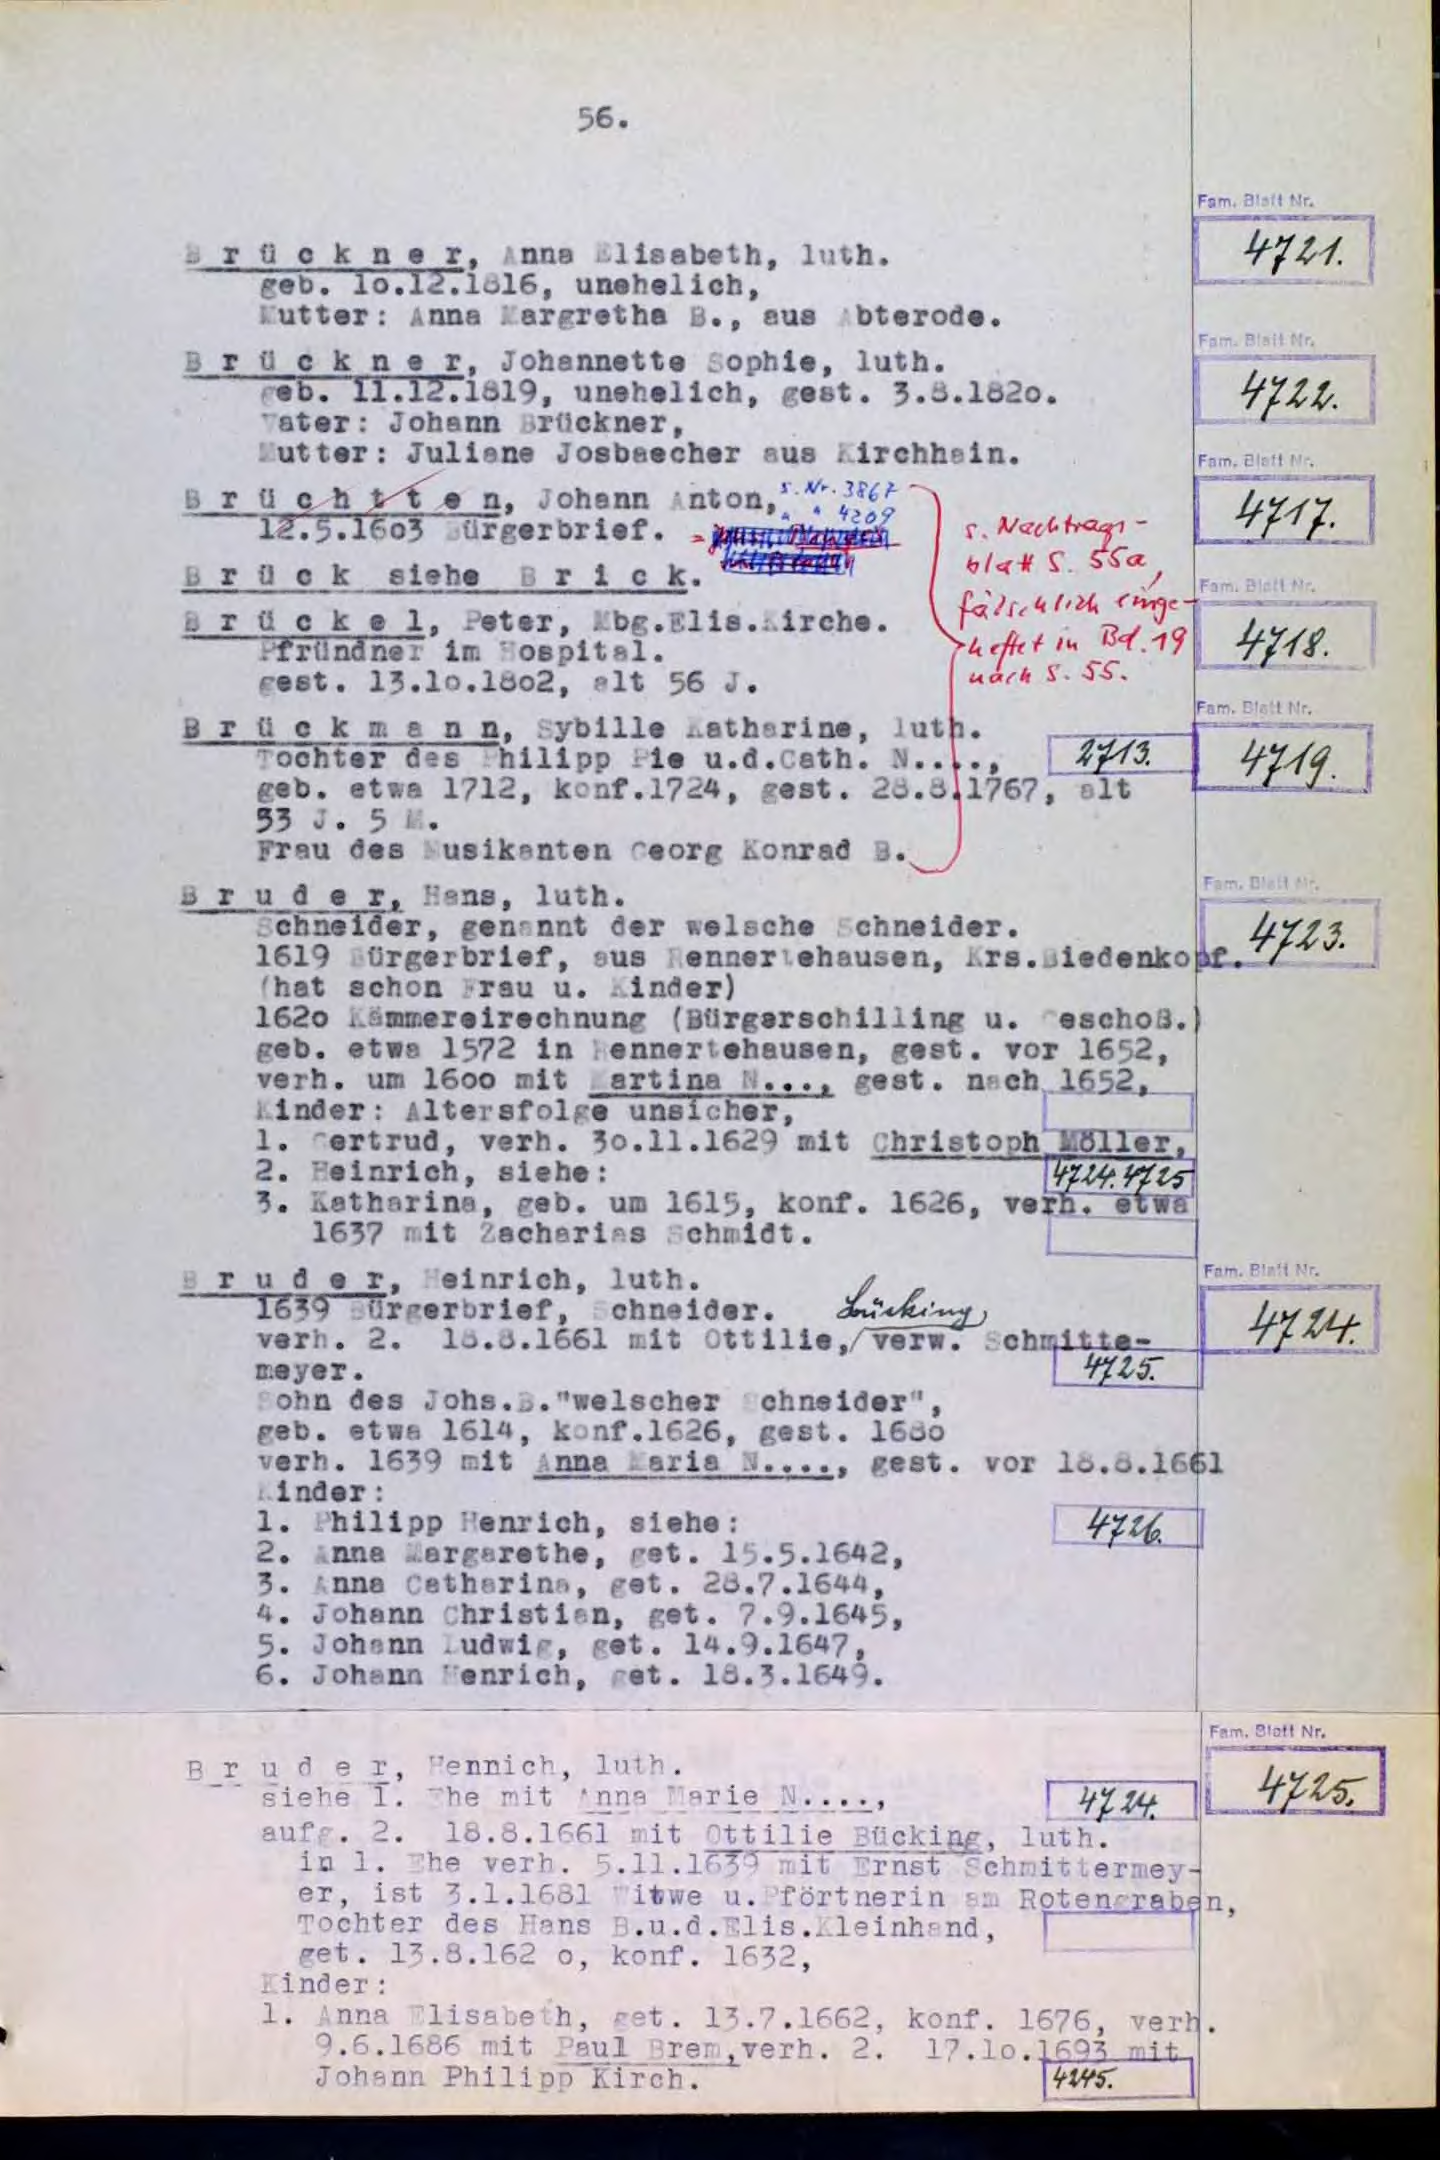 56.
Fam. Blatt Nr.
4721.
B r ü c k n e r, Anna Elisabeth, luth.
geb. 1o.12.1816, unehelich,
Mutter: Anna Margretha B., aus Abterode.
Fam. Blatt Nr.
4722.
B r ü c k n e r, Johannette Sophie, luth.
geb. 11.12.1819, unehelich, gest. 3.8.182o.
Vater: Johann Brückner,
Mutter: Juliane Josbaecher aus Kirchhain.
Fam. Blatt Nr.
4717.
B r ü c h t t e n, Johann Anton, s. Nr. 3867
" " 4209
12.5.16o3 Bürgerbrief. =
s. Nachtrags-
blatt S. 55a,
fälschlich einge-
heftet in Bd. 19
nach S. 55.
B r ü c k siehe B r i c k.
Fam. Blatt Nr.
4718.
B r ü c k e l, Peter, Mbg.Elis.Kirche.
Pfründner im Hospital.
gest. 13.1o.18o2, alt 56 J.
Fam. Blatt Nr.
4719.
B r ü c k m a n n, Sybille Katharine, luth.
Tochter des Philipp Pie u.d.Cath. N....., 2713.
geb. etwa 1712, konf.1724, gest. 28.8.1767, alt
53 J. 5 M.
Frau des Musikanten Georg Konrad B.
Fam. Blatt Nr.
4723.
B r u d e r, Hans, luth.
Schneider, genannt der welsche Schneider.
1619 Bürgerbrief, aus Rennertehausen, Krs.Biedenkopf.
(hat schon Frau u. Kinder)
162o Kämmereirechnung (Bürgerschilling u. Geschoß.)
geb. etwa 1572 in Rennertehausen, gest. vor 1652,
verh. um 16oo mit Martina N..., gest. nach 1652,
Kinder: Altersfolge unsicher,
1. Gertrud, verh. 3o.11.1629 mit Christoph Möller,
2. Heinrich, siehe: 4724.4725
3. Katharina, geb. um 1615, konf. 1626, verh. etwa
1637 mit Zacharias Schmidt.
Fam. Blatt Nr.
4724.
B r u d e r, Heinrich, luth.
1639 Bürgerbrief, Schneider. Bücking
verh. 2. 18.8.1661 mit Ottilie,/ verw. Schmitte-
meyer. 4725.
Sohn des Johs.B."welscher Schneider",
geb. etwa 1614, konf.1626, gest. 168o
verh. 1639 mit Anna Maria N...., gest. vor 18.8.1661
Kinder:
1. Philipp Henrich, siehe: 4726.
2. Anna Margarethe, get. 15.5.1642,
3. Anna Catharina, get. 28.7.1644,
4. Johann Christian, get. 7.9.1645,
5. Johann Ludwig, get. 14.9.1647,
6. Johann Henrich, get. 18.3.1649.
Fam. Blatt Nr.
4725.
B r u d e r, Hennich, luth.
siehe I. Ehe mit Anna Marie N...., 4724.
aufg. 2. 18.8.1661 mit Ottilie Bücking, luth.
in 1. Ehe verh. 5.11.1639 mit Ernst Schmittermey-
er, ist 3.1.1681 Witwe u.Pförtnerin am Rotengraben,
Tochter des Hans B.u.d.Elis.Kleinhand,
get. 13.8.162 o, konf. 1632,
Kinder:
1. Anna Elisabeth, get. 13.7.1662, konf. 1676, verh.
9.6.1686 mit Paul Brem,verh. 2. 17.1o.1693 mit
Johann Philipp Kirch. 4245.